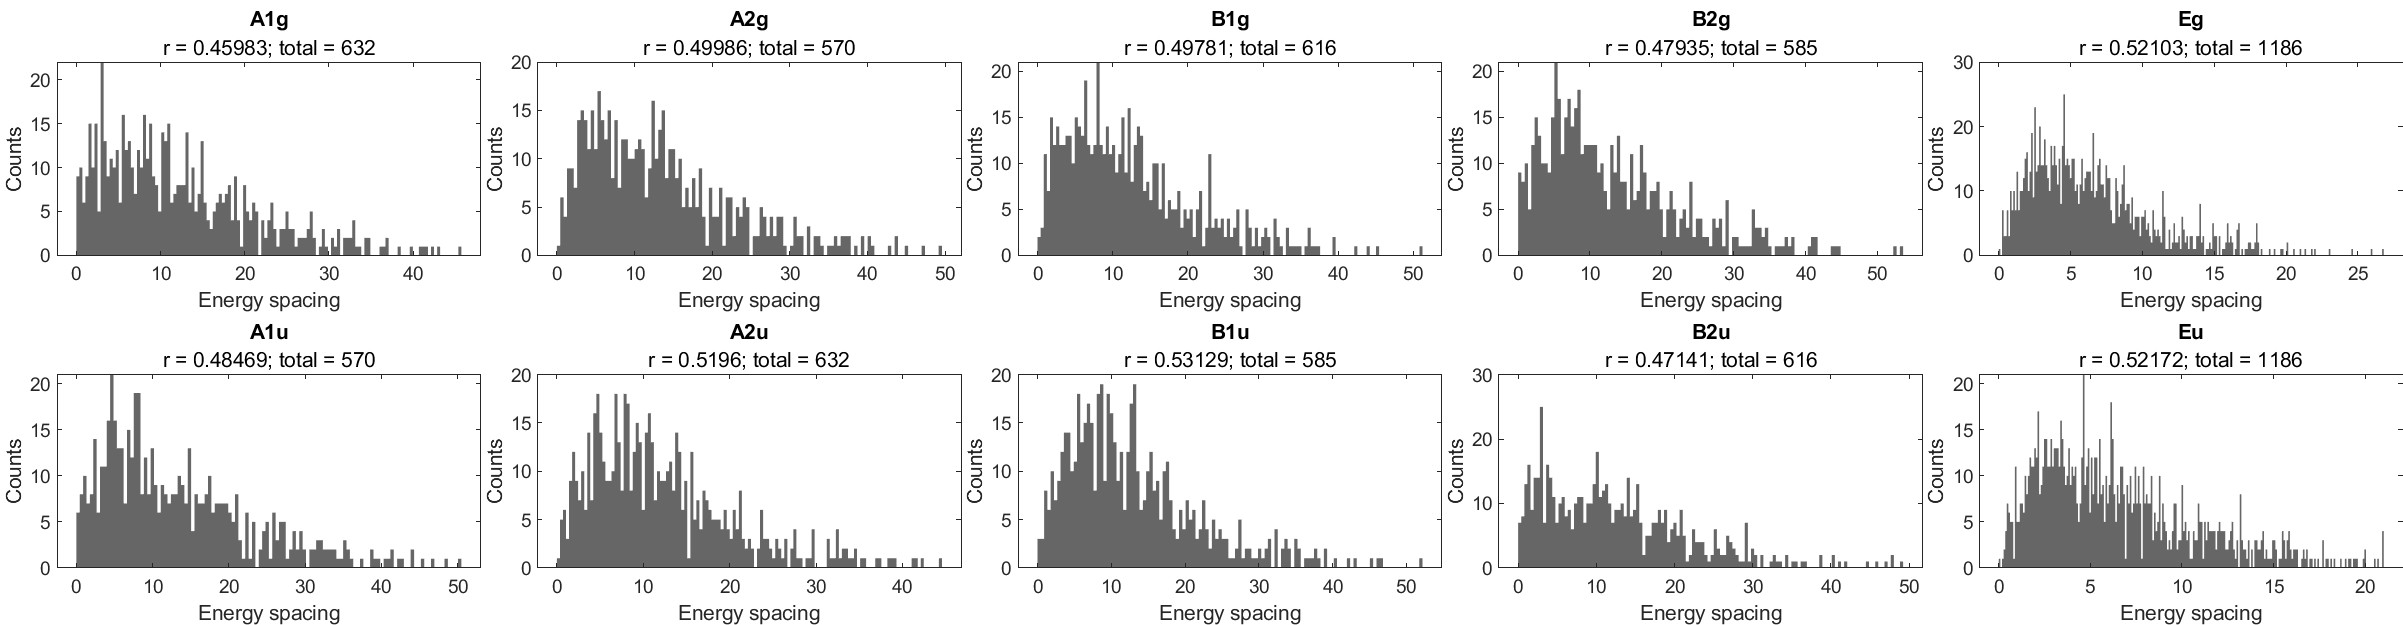 A1g
r = 0.45983; total = 632
20
15
10
5
0
Counts
0 10 20 30 40
Energy spacing
A2g
r = 0.49986; total = 570
20
15
10
5
0
Counts
0 10 20 30 40 50
Energy spacing
B1g
r = 0.49781; total = 616
20
15
10
5
0
Counts
0 10 20 30 40 50
Energy spacing
B2g
r = 0.47935; total = 585
20
15
10
5
0
Counts
0 10 20 30 40 50
Energy spacing
Eg
r = 0.52103; total = 1186
30
20
10
0
Counts
0 5 10 15 20 25
Energy spacing
A1u
r = 0.48469; total = 570
20
15
10
5
0
Counts
0 10 20 30 40 50
Energy spacing
A2u
r = 0.5196; total = 632
20
15
10
5
0
Counts
0 10 20 30 40
Energy spacing
B1u
r = 0.53129; total = 585
20
15
10
5
0
Counts
0 10 20 30 40 50
Energy spacing
B2u
r = 0.47141; total = 616
30
20
10
0
Counts
0 10 20 30 40 50
Energy spacing
Eu
r = 0.52172; total = 1186
20
15
10
5
0
Counts
0 5 10 15 20
Energy spacing